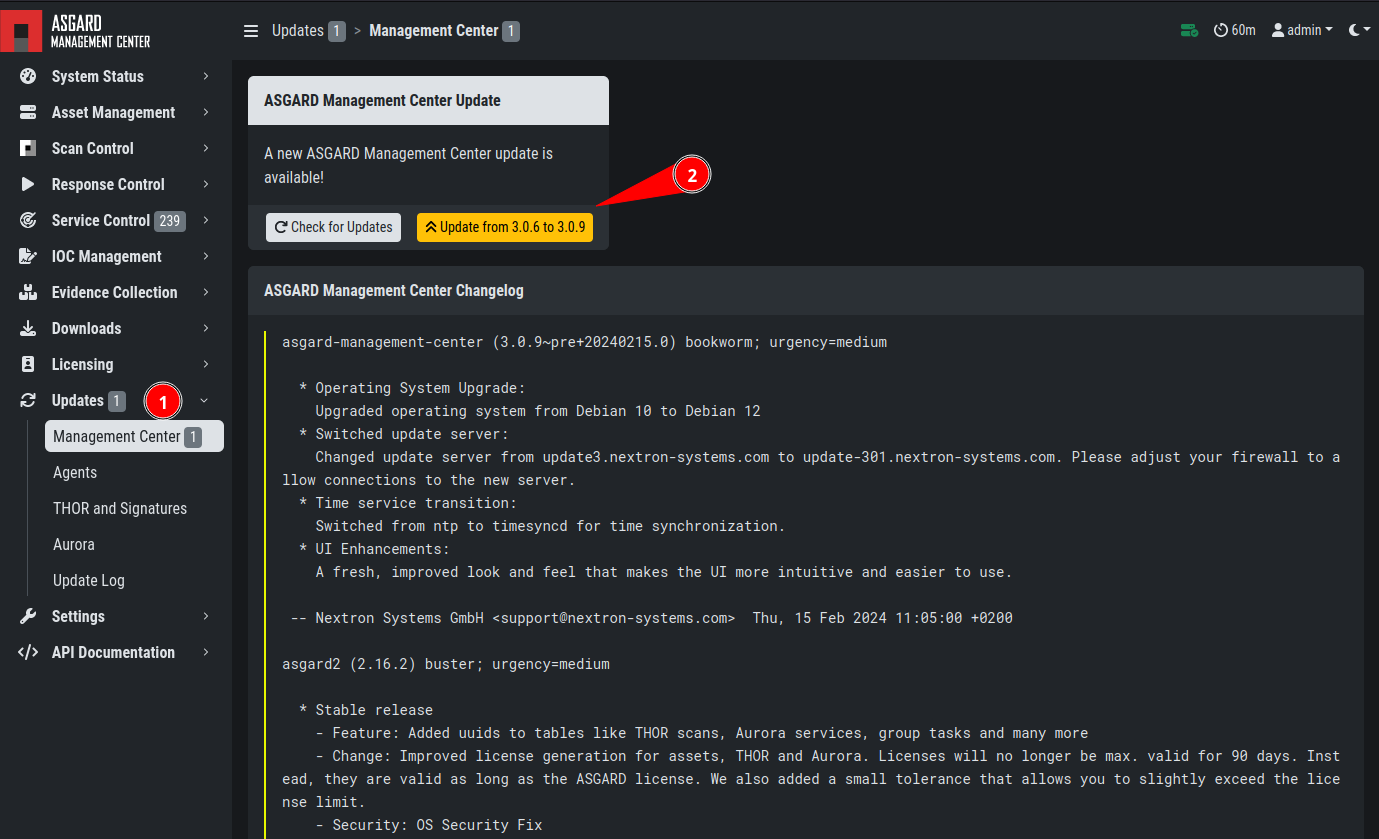 ASGARD
MANAGEMENT CENTER
Updates 1 > Management Center 1
60m
admin
System Status
Asset Management
Scan Control
Response Control
Service Control 239
IOC Management
Evidence Collection
Downloads
Licensing
Updates 1
1
Management Center 1
Agents
THOR and Signatures
Aurora
Update Log
Settings
API Documentation
ASGARD Management Center Update
A new ASGARD Management Center update is
available!
2
Check for Updates
Update from 3.0.6 to 3.0.9
ASGARD Management Center Changelog
asgard-management-center (3.0.9~pre+20240215.0) bookworm; urgency=medium
* Operating System Upgrade:
Upgraded operating system from Debian 10 to Debian 12
* Switched update server:
Changed update server from update3.nextron-systems.com to update-301.nextron-systems.com. Please adjust your firewall to a
llow connections to the new server.
* Time service transition:
Switched from ntp to timesyncd for time synchronization.
* UI Enhancements:
A fresh, improved look and feel that makes the UI more intuitive and easier to use.
-- Nextron Systems GmbH <support@nextron-systems.com>  Thu, 15 Feb 2024 11:05:00 +0200
asgard2 (2.16.2) buster; urgency=medium
* Stable release
- Feature: Added uuids to tables like THOR scans, Aurora services, group tasks and many more
- Change: Improved license generation for assets, THOR and Aurora. Licenses will no longer be max. valid for 90 days. Inst
ead, they are valid as long as the ASGARD license. We also added a small tolerance that allows you to slightly exceed the lice
nse limit.
- Security: OS Security Fix